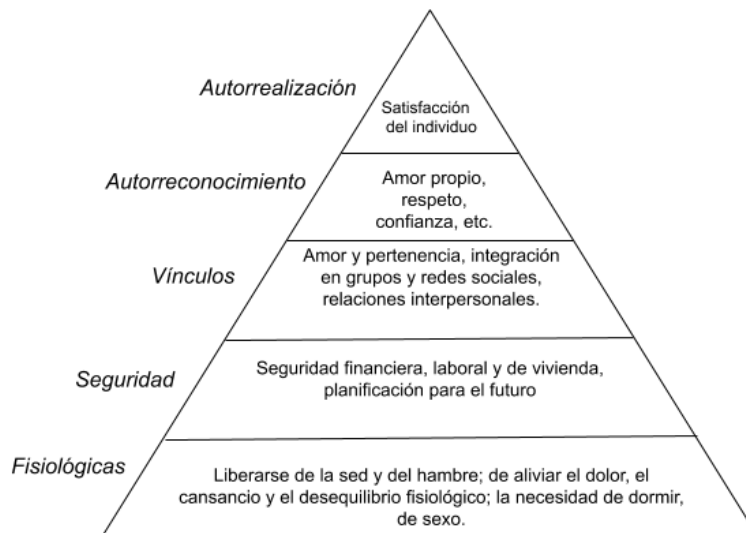 Autorrealización
Satisfacción
del individuo
Autorreconocimiento
Amor propio,
respeto,
confianza, etc.
Vínculos
Amor y pertenencia, integración
en grupos y redes sociales,
relaciones interpersonales.
Seguridad
Seguridad financiera, laboral y de vivienda,
planificación para el futuro
Fisiológicas
Liberarse de la sed y del hambre; de aliviar el dolor, el
cansancio y el desequilibrio fisiológico; la necesidad de dormir,
de sexo.